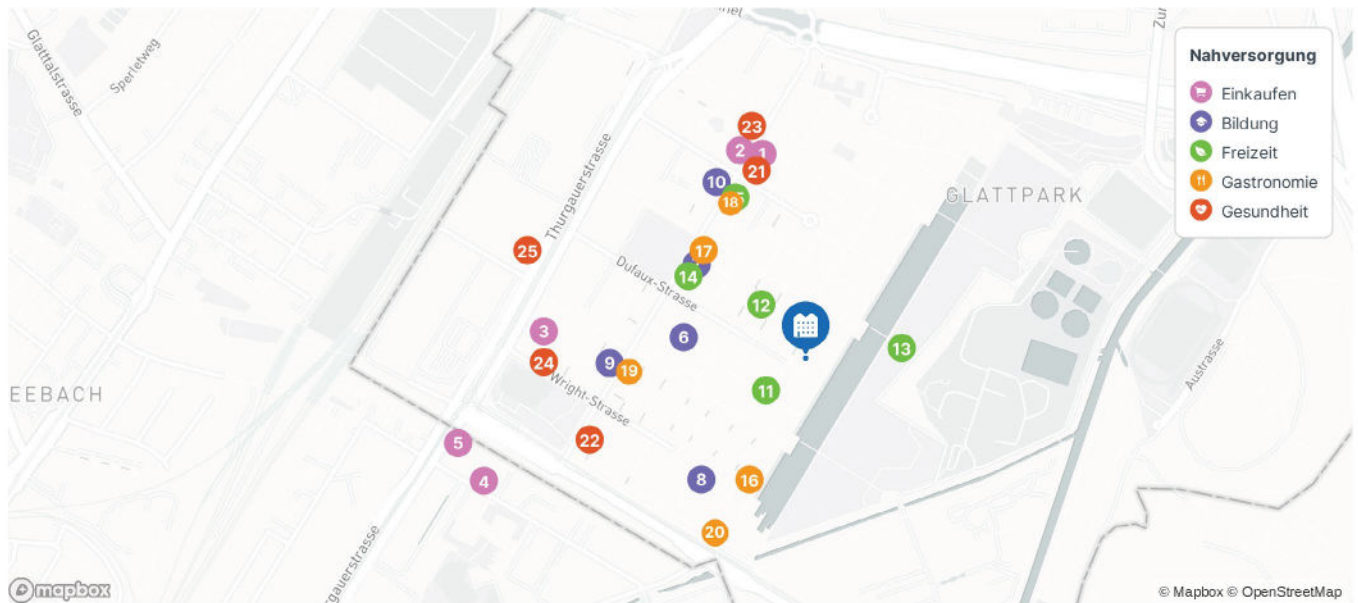 Glatttalstrasse
Sperletweg
Thurgauerstrasse
Nahversorgung
Einkaufen
Bildung
Freizeit
Gastronomie
Gesundheit
23
2
1
21
10
18
GLATTPARK
25
17
14
Dufaux-Strasse
12
3
6
13
24
9
19
11
Wright-Strasse
Austrasse
EEBACH
5
22
4
8
16
20
urgauerstrasse
mapbox
© Mapbox © OpenStreetMap